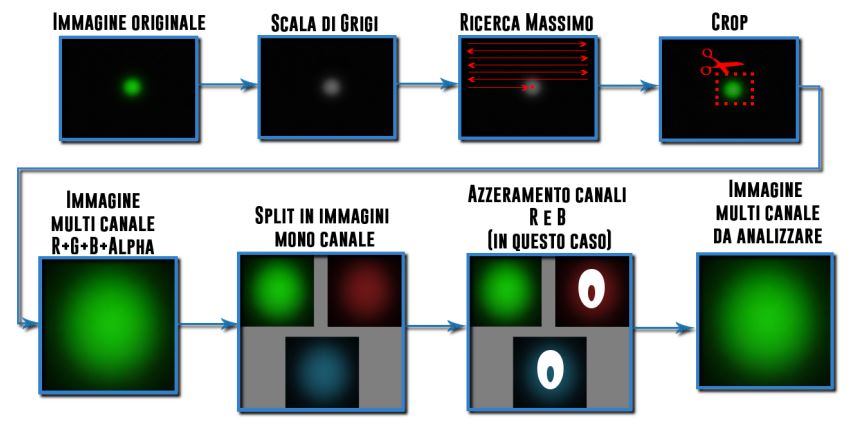 Immagine originale
Scala di Grigi
Ricerca Massimo
Crop
Immagine
multi canale
R+G+B+Alpha
Split in immagini
mono canale
Azzeramento canali
R e B
(in questo caso)
0
0
Immagine
multi canale
da analizzare